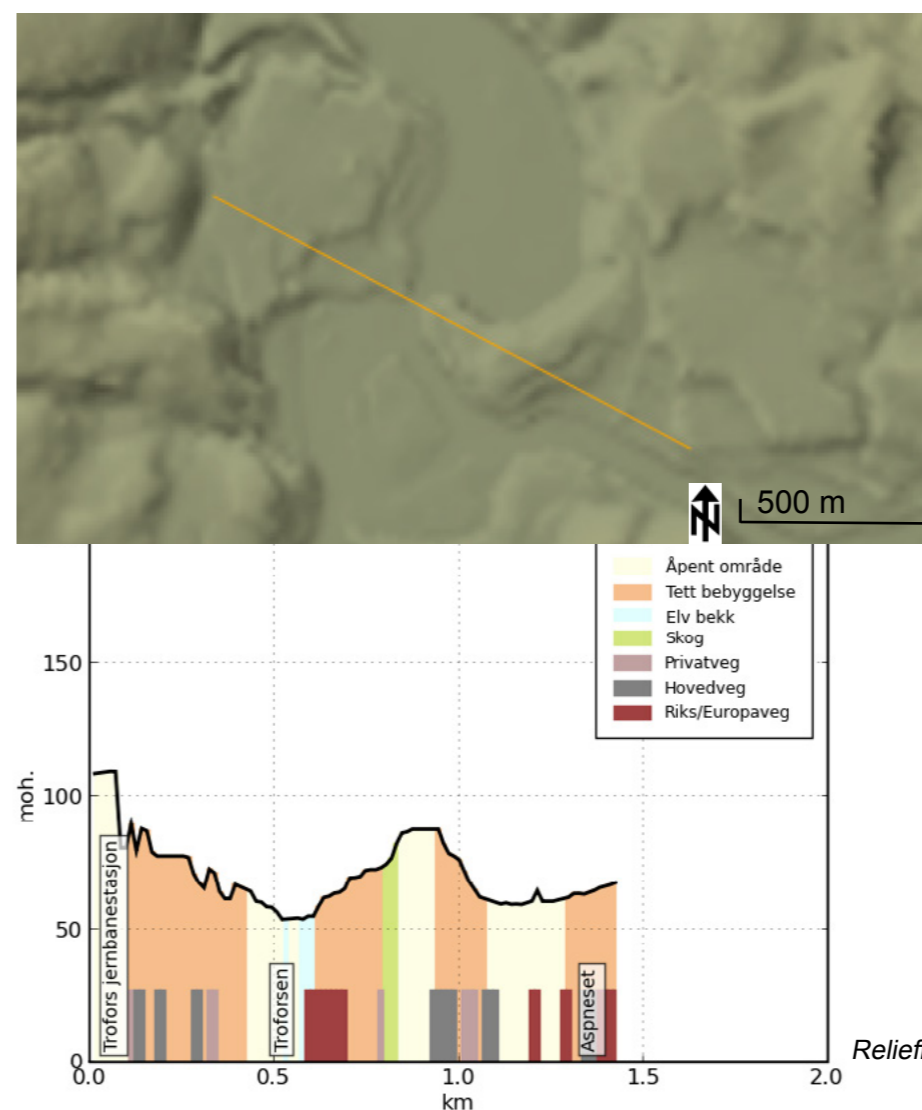 N
500 m
Åpent område
Tett bebyggelse
Elv bekk
Skog
Privatveg
Hovedveg
Riks/Europaveg
150
100
50
0
moh.
Trofors jernbanestasjon
Troforsen
Aspneset
0.0 0.5 1.0 1.5 2.0
km
Relieff